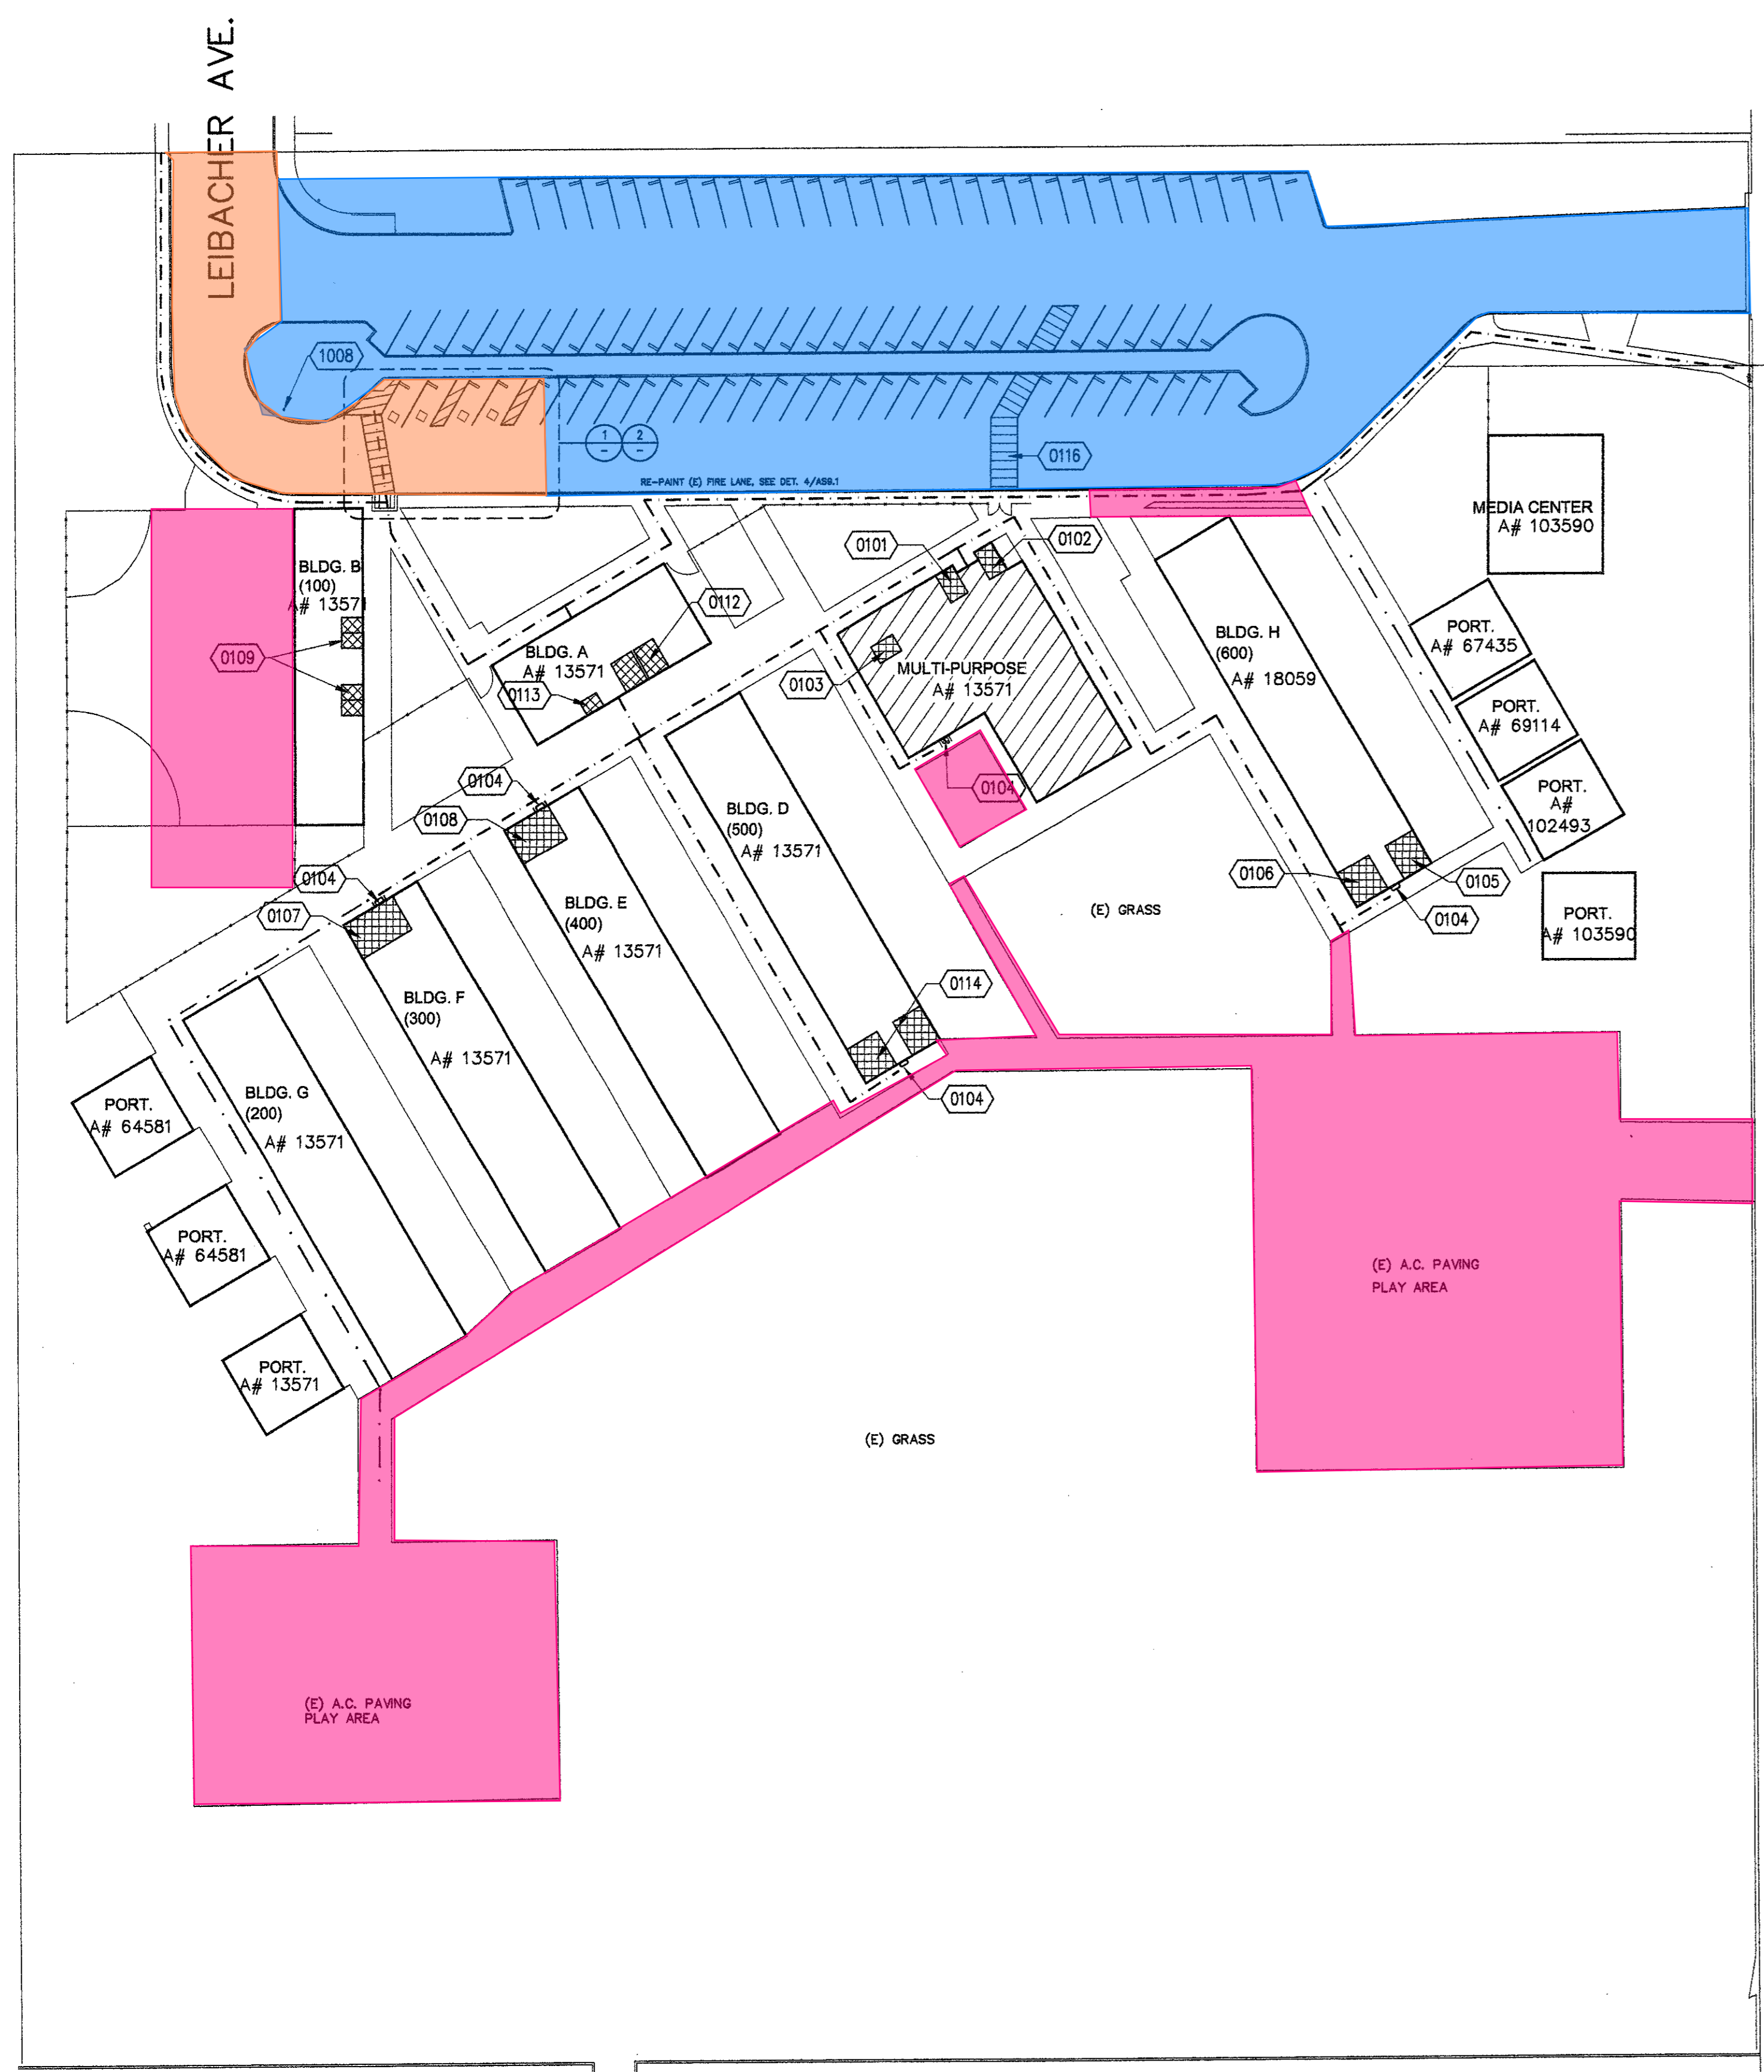 LEIBACHER AVE.
1008
1
-
2
-
0116
RE-PAINT (E) FIRE LANE, SEE DET. 4/AS9.1
MEDIA CENTER
A# 103590
0101
0102
BLDG. B
(100)
A# 13571
0109
0112
BLDG. A
A# 13571
0113
0103
MULTI-PURPOSE
A# 13571
BLDG. H
(600)
A# 18059
PORT.
A# 67435
PORT.
A# 69114
PORT.
A#
102493
0104
0108
0104
BLDG. D
(500)
A# 13571
0104
0107
BLDG. E
(400)
A# 13571
0106
0105
0104
(E) GRASS
PORT.
A# 103590
0114
BLDG. F
(300)
A# 13571
0104
PORT.
A# 64581
BLDG. G
(200)
A# 13571
PORT.
A# 64581
(E) A.C. PAVING
PLAY AREA
PORT.
A# 13571
(E) GRASS
(E) A.C. PAVING
PLAY AREA